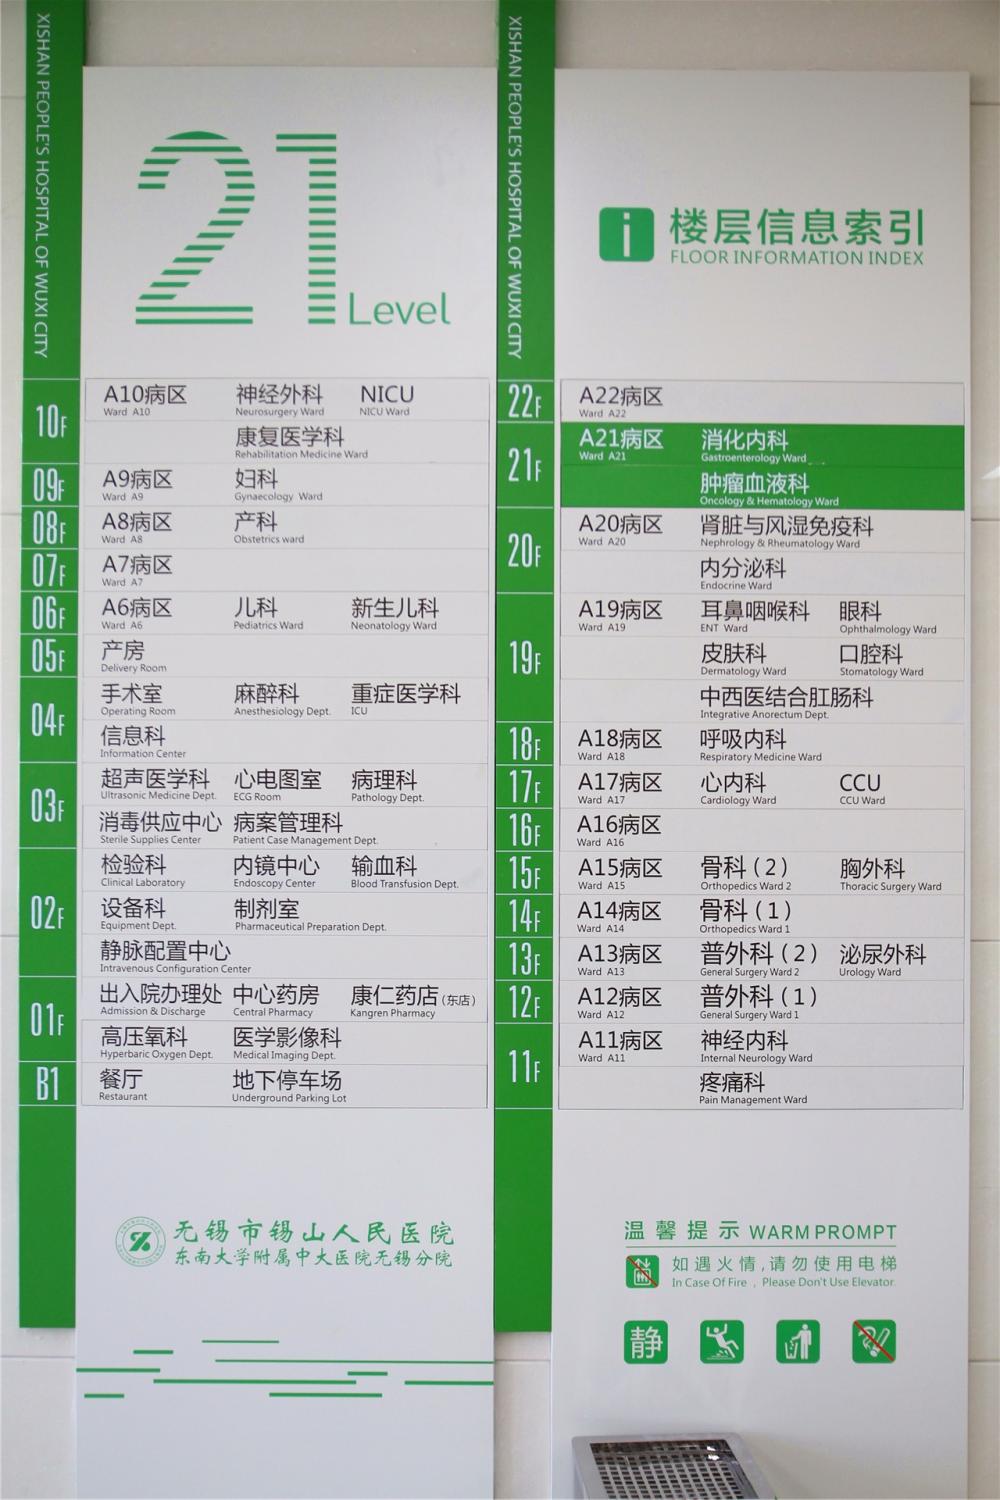 XISHAN PEOPLE'S HOSPITAL OF WUXI CITY
21 Level
10F
A10病区 神经外科 NICU
Ward A10 Neurosurgery Ward NICU Ward
康复医学科
Rehabilitation Medicine Ward
09F
A9病区 妇科
Ward A9 Gynaecology Ward
08F
A8病区 产科
Ward A8 Obstetrics ward
07F
A7病区
Ward A7
06F
A6病区 儿科 新生儿科
Ward A6 Pediatrics Ward Neonatology Ward
05F
产房
Delivery Room
04F
手术室 麻醉科 重症医学科
Operating Room Anesthesiology Dept. ICU
信息科
Information Center
03F
超声医学科 心电图室 病理科
Ultrasonic Medicine Dept. ECG Room Pathology Dept.
消毒供应中心 病案管理科
Sterile Supplies Center Patient Case Management Dept.
02F
检验科 内镜中心 输血科
Clinical Laboratory Endoscopy Center Blood Transfusion Dept.
设备科 制剂室
Equipment Dept. Pharmaceutical Preparation Dept.
静脉配置中心
Intravenous Configuration Center
01F
出入院办理处 中心药房 康仁药店(东店)
Admission & Discharge Central Pharmacy Kangren Pharmacy
高压氧科 医学影像科
Hyperbaric Oxygen Dept. Medical Imaging Dept.
B1
餐厅 地下停车场
Restaurant Underground Parking Lot
无锡市锡山人民医院
东南大学附属中大医院无锡分院
XISHAN PEOPLE'S HOSPITAL OF WUXI CITY
i 楼层信息索引
FLOOR INFORMATION INDEX
22F
A22病区
Ward A22
21F
A21病区 消化内科
Ward A21 Gastroenterology Ward
肿瘤血液科
Oncology & Hematology Ward
20F
A20病区 肾脏与风湿免疫科
Ward A20 Nephrology & Rheumatology Ward
内分泌科
Endocrine Ward
19F
A19病区 耳鼻咽喉科 眼科
Ward A19 ENT Ward Ophthalmology Ward
皮肤科 口腔科
Dermatology Ward Stomatology Ward
中西医结合肛肠科
Integrative Anorectum Dept.
18F
A18病区 呼吸内科
Ward A18 Respiratory Medicine Ward
17F
A17病区 心内科 CCU
Ward A17 Cardiology Ward CCU Ward
16F
A16病区
Ward A16
15F
A15病区 骨科(2) 胸外科
Ward A15 Orthopedics Ward 2 Thoracic Surgery Ward
14F
A14病区 骨科(1)
Ward A14 Orthopedics Ward 1
13F
A13病区 普外科(2) 泌尿外科
Ward A13 General Surgery Ward 2 Urology Ward
12F
A12病区 普外科(1)
Ward A12 General Surgery Ward 1
11F
A11病区 神经内科
Ward A11 Internal Neurology Ward
疼痛科
Pain Management Ward
温馨提示 WARM PROMPT
如遇火情,请勿使用电梯
In Case Of Fire , Please Don't Use Elevator.
静